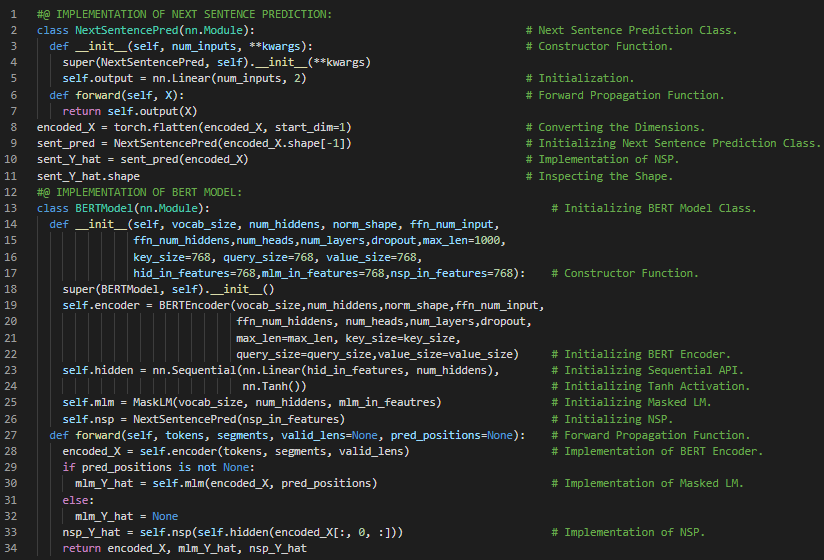 1 #@ IMPLEMENTATION OF NEXT SENTENCE PREDICTION:
2 class NextSentencePred(nn.Module): # Next Sentence Prediction Class.
3 def __init__(self, num_inputs, **kwargs): # Constructor Function.
4 super(NextSentencePred, self).__init__(**kwargs)
5 self.output = nn.Linear(num_inputs, 2) # Initialization.
6 def forward(self, X): # Forward Propagation Function.
7 return self.output(X)
8 encoded_X = torch.flatten(encoded_X, start_dim=1) # Converting the Dimensions.
9 sent_pred = NextSentencePred(encoded_X.shape[-1]) # Initializing Next Sentence Prediction Class.
10 sent_Y_hat = sent_pred(encoded_X) # Implementation of NSP.
11 sent_Y_hat.shape # Inspecting the Shape.
12 #@ IMPLEMENTATION OF BERT MODEL:
13 class BERTModel(nn.Module): # Initializing BERT Model Class.
14 def __init__(self, vocab_size, num_hiddens, norm_shape, ffn_num_input,
15 ffn_num_hiddens,num_heads,num_layers,dropout,max_len=1000,
16 key_size=768, query_size=768, value_size=768,
17 hid_in_features=768,mlm_in_features=768,nsp_in_features=768): # Constructor Function.
18 super(BERTModel, self).__init__()
19 self.encoder = BERTEncoder(vocab_size,num_hiddens,norm_shape,ffn_num_input,
20 ffn_num_hiddens, num_heads,num_layers,dropout,
21 max_len=max_len, key_size=key_size,
22 query_size=query_size,value_size=value_size) # Initializing BERT Encoder.
23 self.hidden = nn.Sequential(nn.Linear(hid_in_features, num_hiddens), # Initializing Sequential API.
24 nn.Tanh()) # Initializing Tanh Activation.
25 self.mlm = MaskLM(vocab_size, num_hiddens, mlm_in_feautres) # Initializing Masked LM.
26 self.nsp = NextSentencePred(nsp_in_features) # Initializing NSP.
27 def forward(self, tokens, segments, valid_lens=None, pred_positions=None): # Forward Propagation Function.
28 encoded_X = self.encoder(tokens, segments, valid_lens) # Implementation of BERT Encoder.
29 if pred_positions is not None:
30 mlm_Y_hat = self.mlm(encoded_X, pred_positions) # Implementation of Masked LM.
31 else:
32 mlm_Y_hat = None
33 nsp_Y_hat = self.nsp(self.hidden(encoded_X[:, 0, :])) # Implementation of NSP.
34 return encoded_X, mlm_Y_hat, nsp_Y_hat